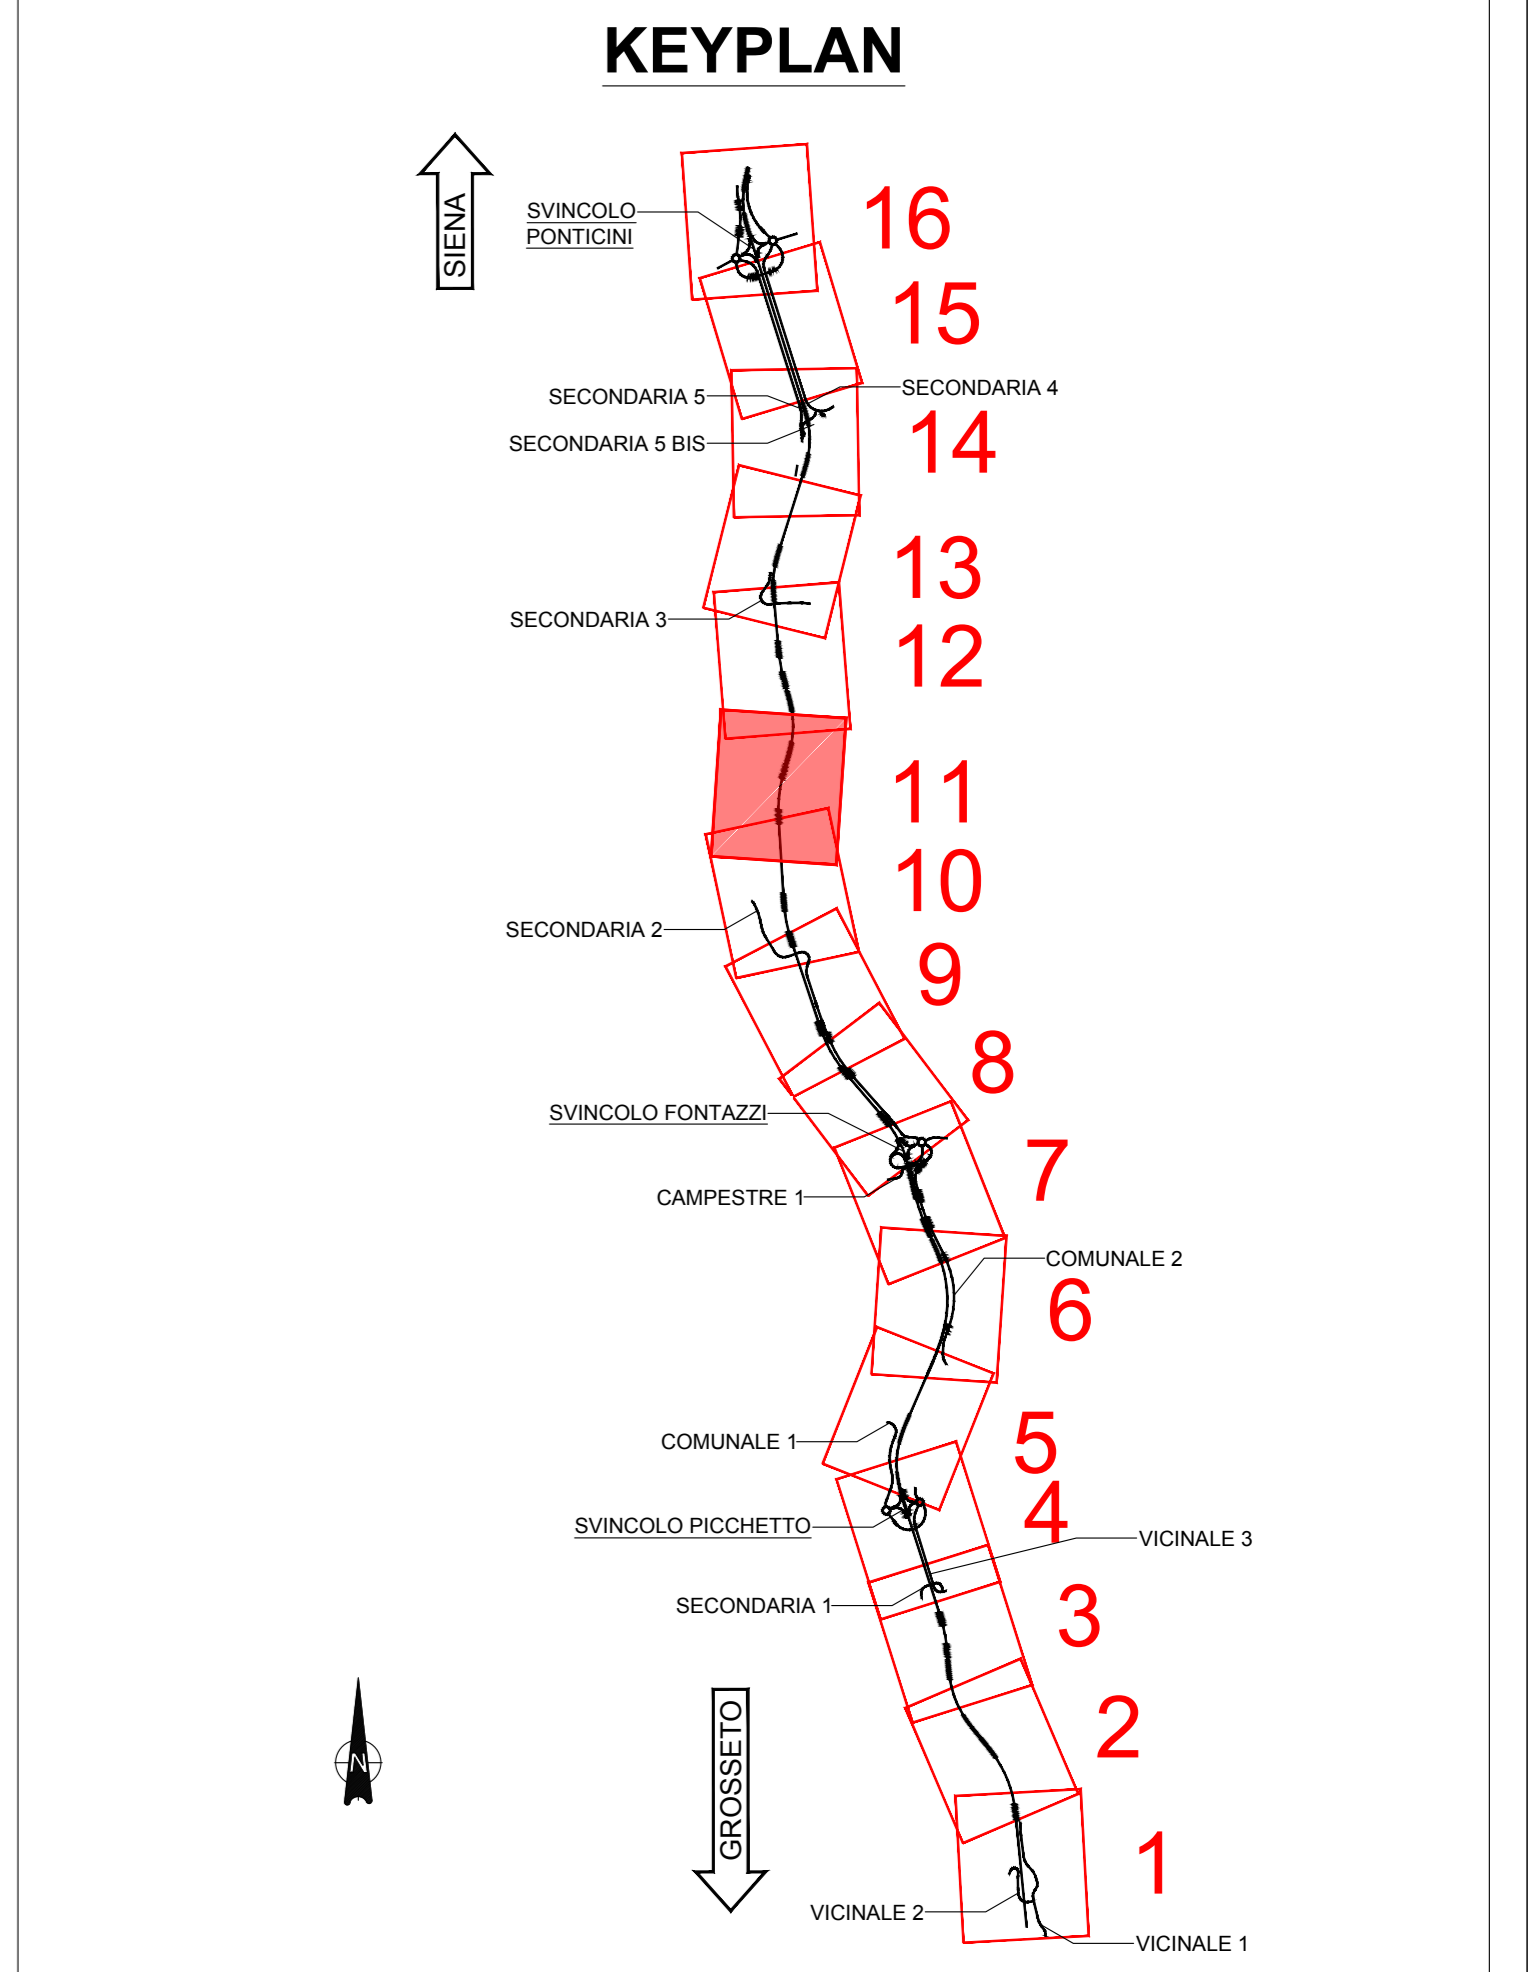 KEYPLAN
SIENA
SVINCOLO
PONTICINI
16
15
SECONDARIA 5
SECONDARIA 4
SECONDARIA 5 BIS
14
13
SECONDARIA 3
12
11
10
SECONDARIA 2
9
8
SVINCOLO FONTAZZI
7
CAMPESTRE 1
COMUNALE 2
6
COMUNALE 1
5
4
SVINCOLO PICCHETTO
VICINALE 3
SECONDARIA 1
3
2
GROSSETO
N
1
VICINALE 2
VICINALE 1